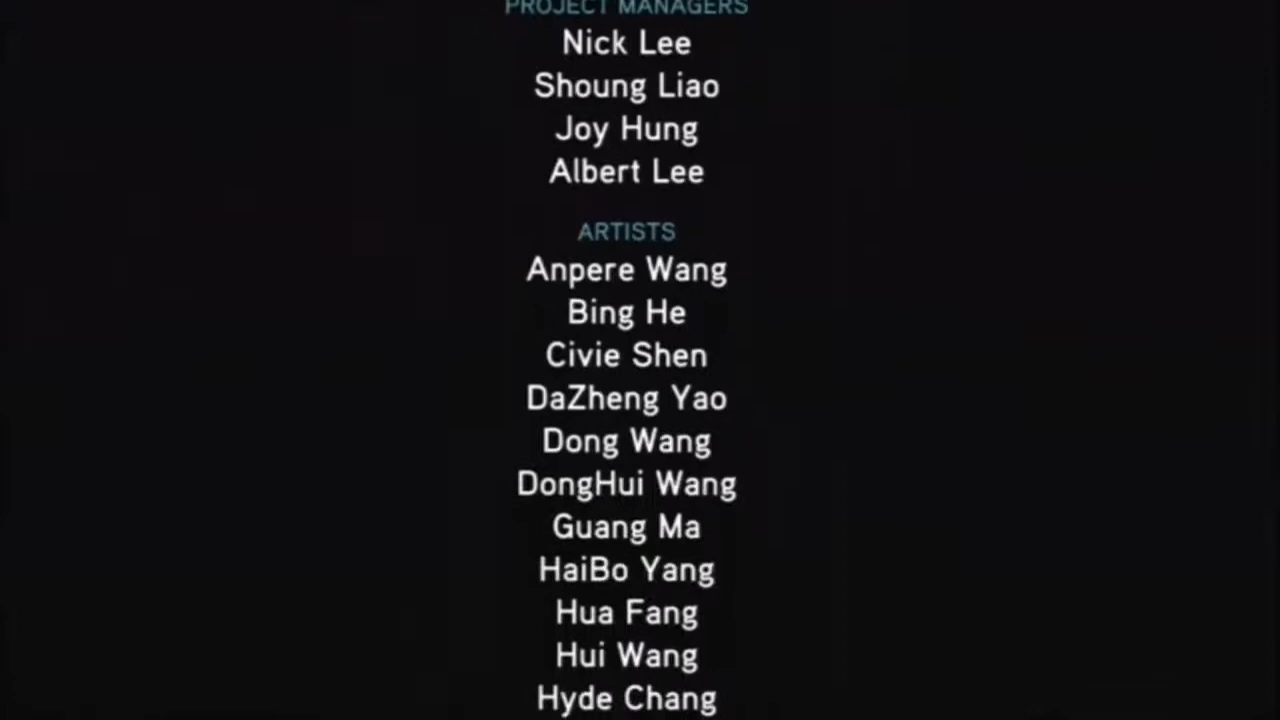 PROJECT MANAGERS
Nick Lee
Shoung Liao
Joy Hung
Albert Lee
ARTISTS
Anpere Wang
Bing He
Civie Shen
DaZheng Yao
Dong Wang
DongHui Wang
Guang Ma
HaiBo Yang
Hua Fang
Hui Wang
Hyde Chang